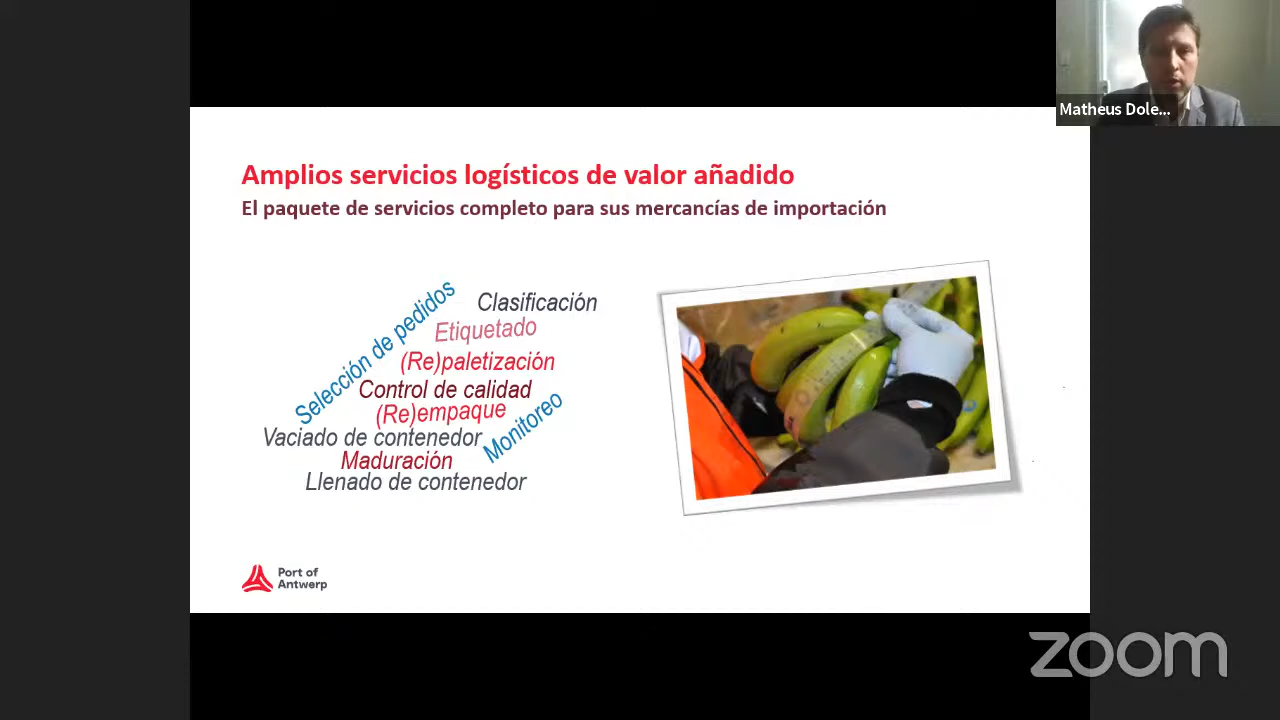 Matheus Dole...
Amplios servicios logísticos de valor añadido
El paquete de servicios completo para sus mercancías de importación
Selección de pedidos
Clasificación
Etiquetado
(Re)paletización
Control de calidad
(Re)empaque
Monitoreo
Vaciado de contenedor
Maduración
Llenado de contenedor
Port of
Antwerp
zoom